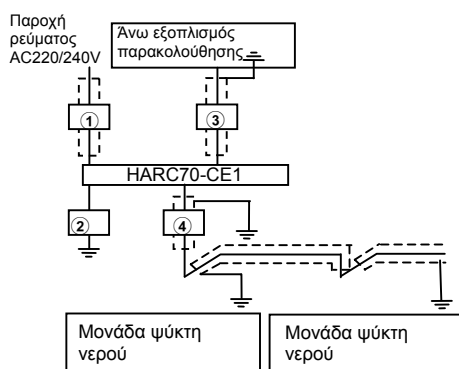 Παροχή
ρεύματος
AC220/240V
Άνω εξοπλισμός
παρακολούθησης
1
3
HARC70-CE1
2
4
Μονάδα ψύκτη
νερού
Μονάδα ψύκτη
νερού